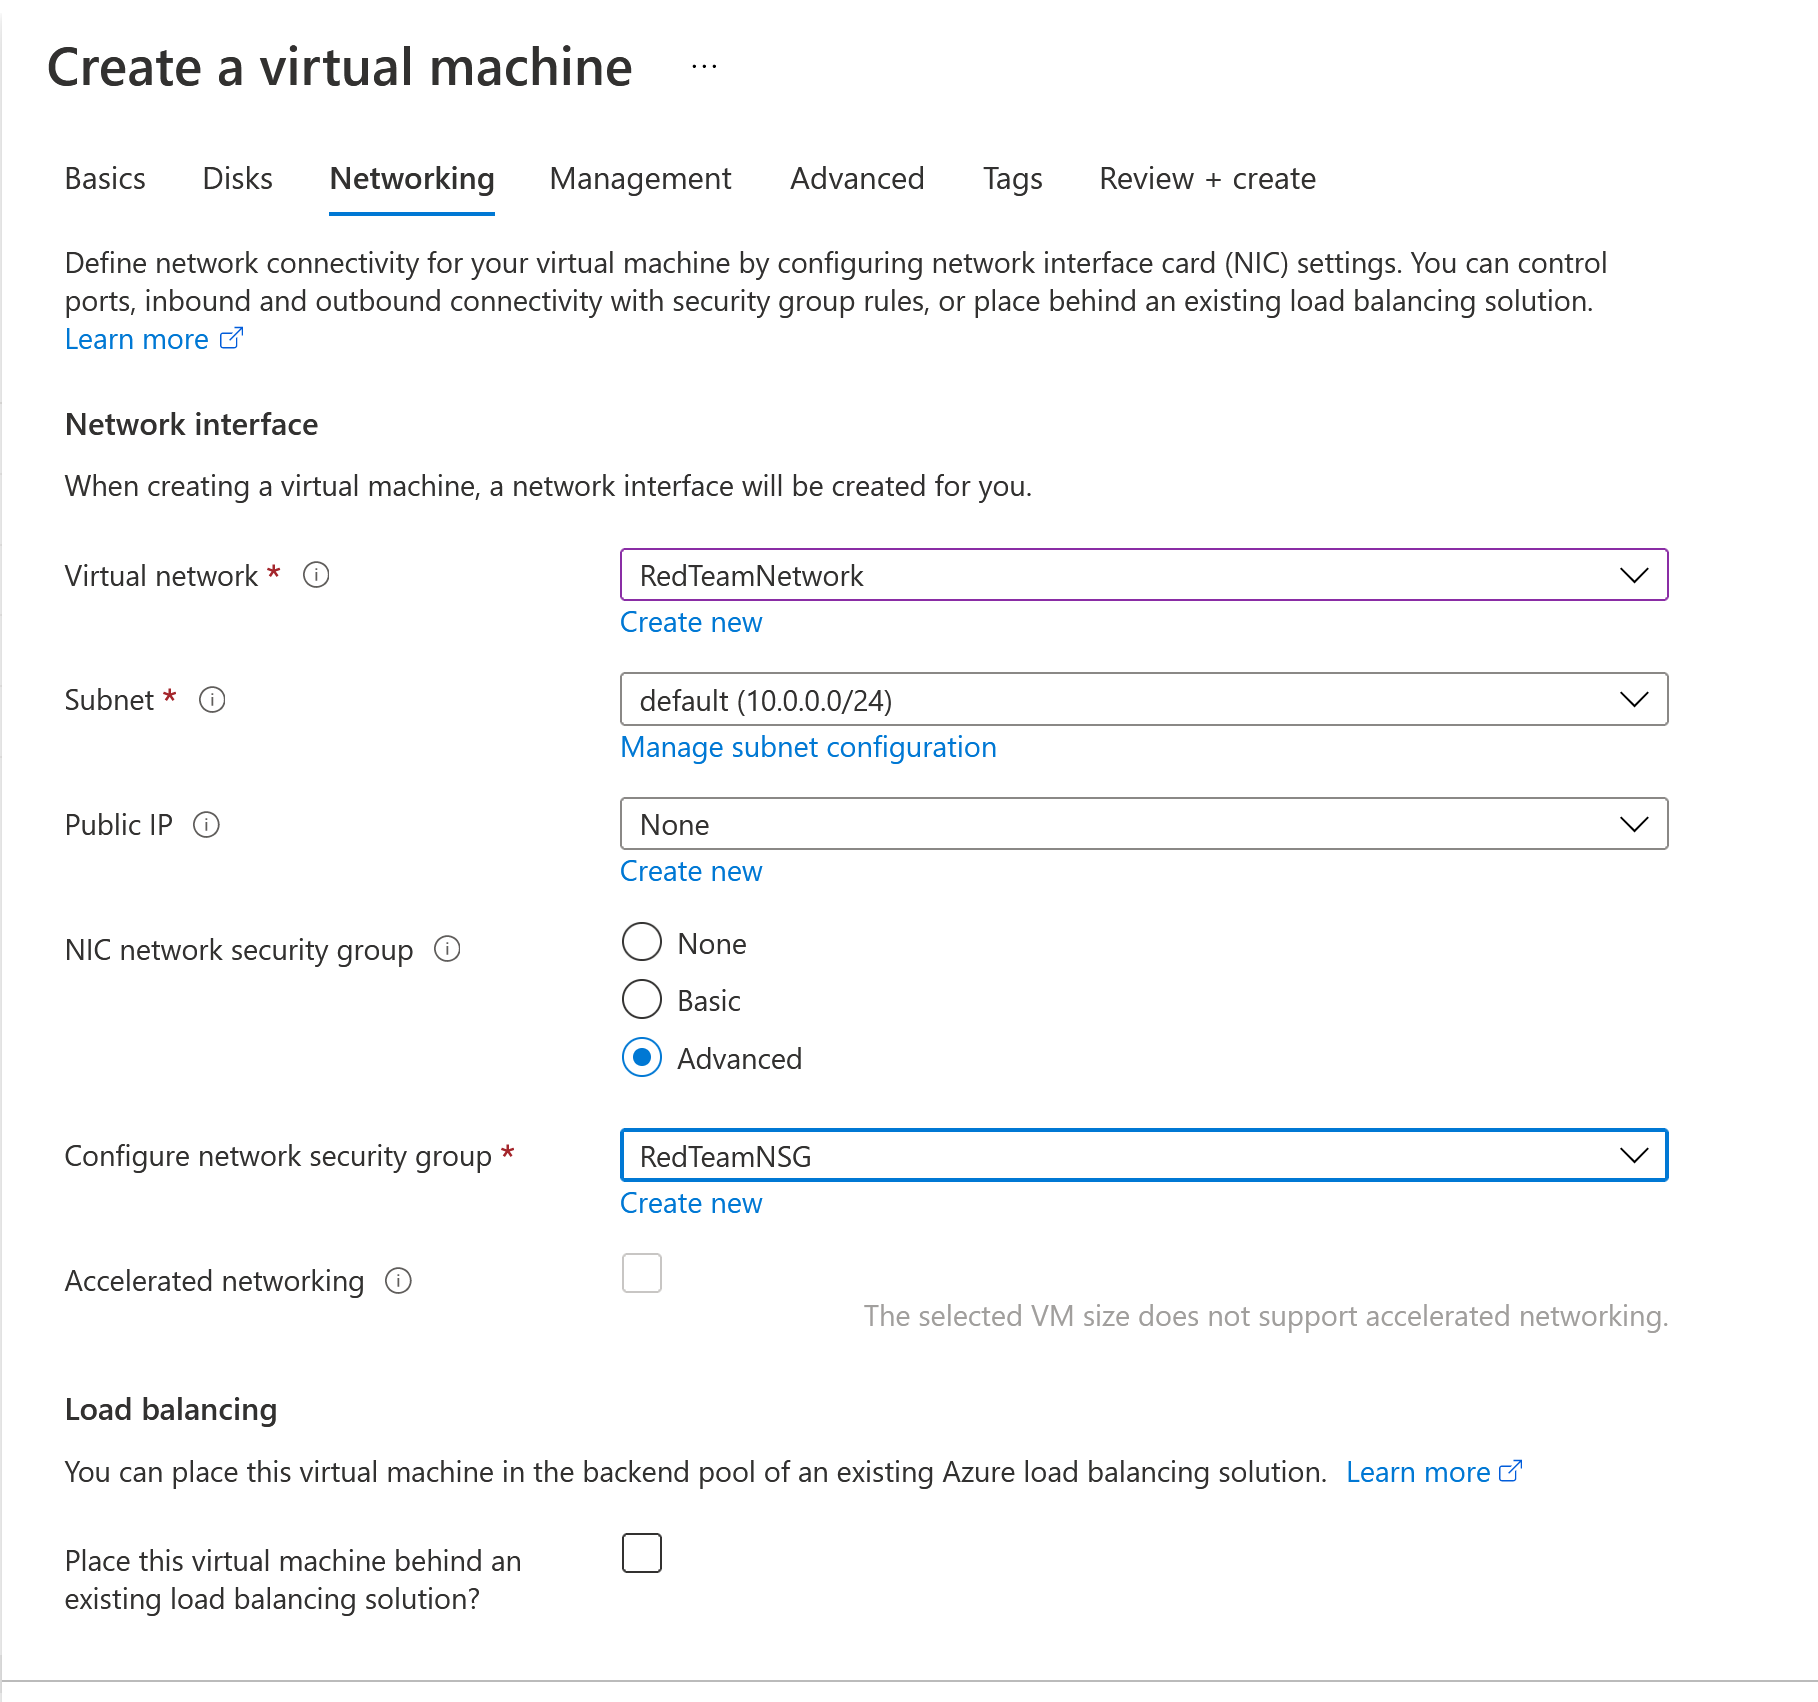 Create a virtual machine ...
Basics Disks Networking Management Advanced Tags Review + create
Define network connectivity for your virtual machine by configuring network interface card (NIC) settings. You can control
ports, inbound and outbound connectivity with security group rules, or place behind an existing load balancing solution.
Learn more
Network interface
When creating a virtual machine, a network interface will be created for you.
Virtual network * RedTeamNetwork
Create new
Subnet * default (10.0.0.0/24)
Manage subnet configuration
Public IP None
Create new
NIC network security group None
Basic
Advanced
Configure network security group * RedTeamNSG
Create new
Accelerated networking
The selected VM size does not support accelerated networking.
Load balancing
You can place this virtual machine in the backend pool of an existing Azure load balancing solution. Learn more
Place this virtual machine behind an
existing load balancing solution?